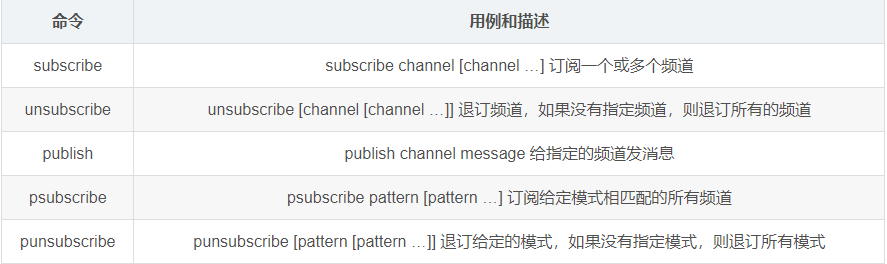 命令 用例和描述
subscribe subscribe channel [channel …] 订阅一个或多个频道
unsubscribe unsubscribe [channel [channel …]] 退订频道，如果没有指定频道，则退订所有的频道
publish publish channel message 给指定的频道发消息
psubscribe psubscribe pattern [pattern …] 订阅给定模式相匹配的所有频道
punsubscribe punsubscribe [pattern [pattern …]] 退订给定的模式，如果没有指定模式，则退订所有模式